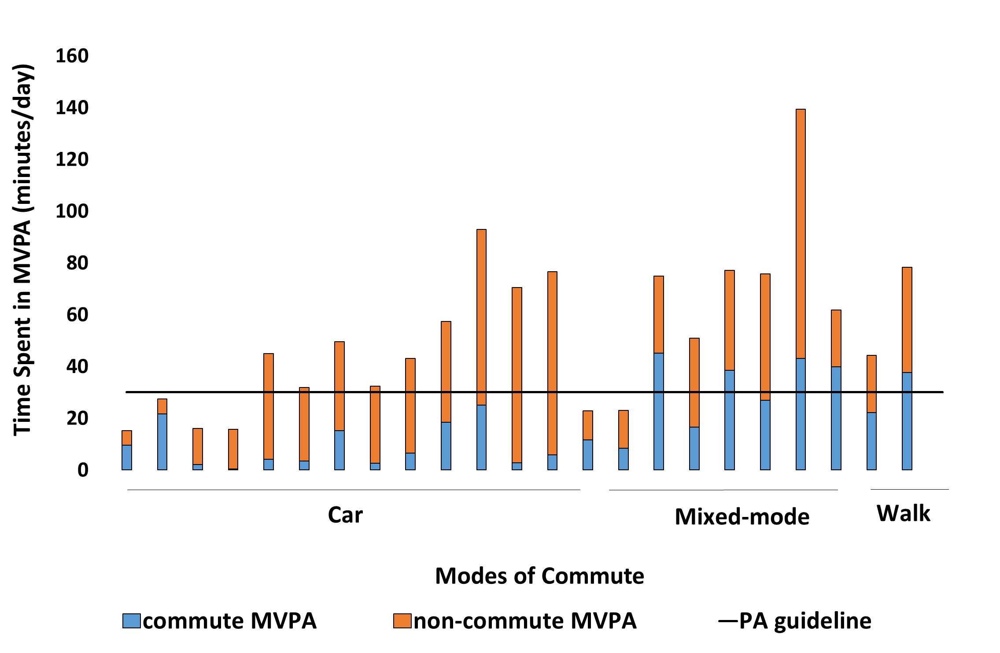 Time Spent in MVPA (minutes/day)
160
140
120
100
80
60
40
20
0
Car
Mixed-mode
Walk
Modes of Commute
commute MVPA
non-commute MVPA
PA guideline